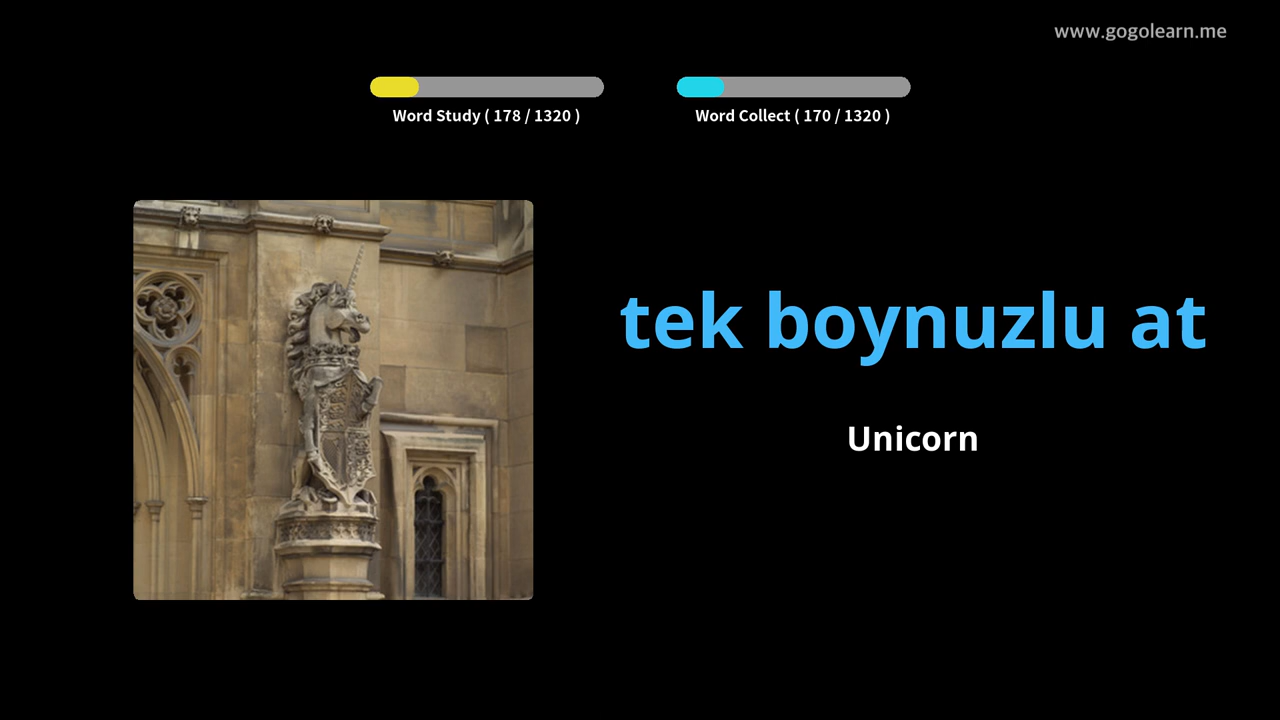 www.gogolearn.me
Word Study ( 178 / 1320 )
Word Collect ( 170 / 1320 )
tek boynuzlu at
Unicorn